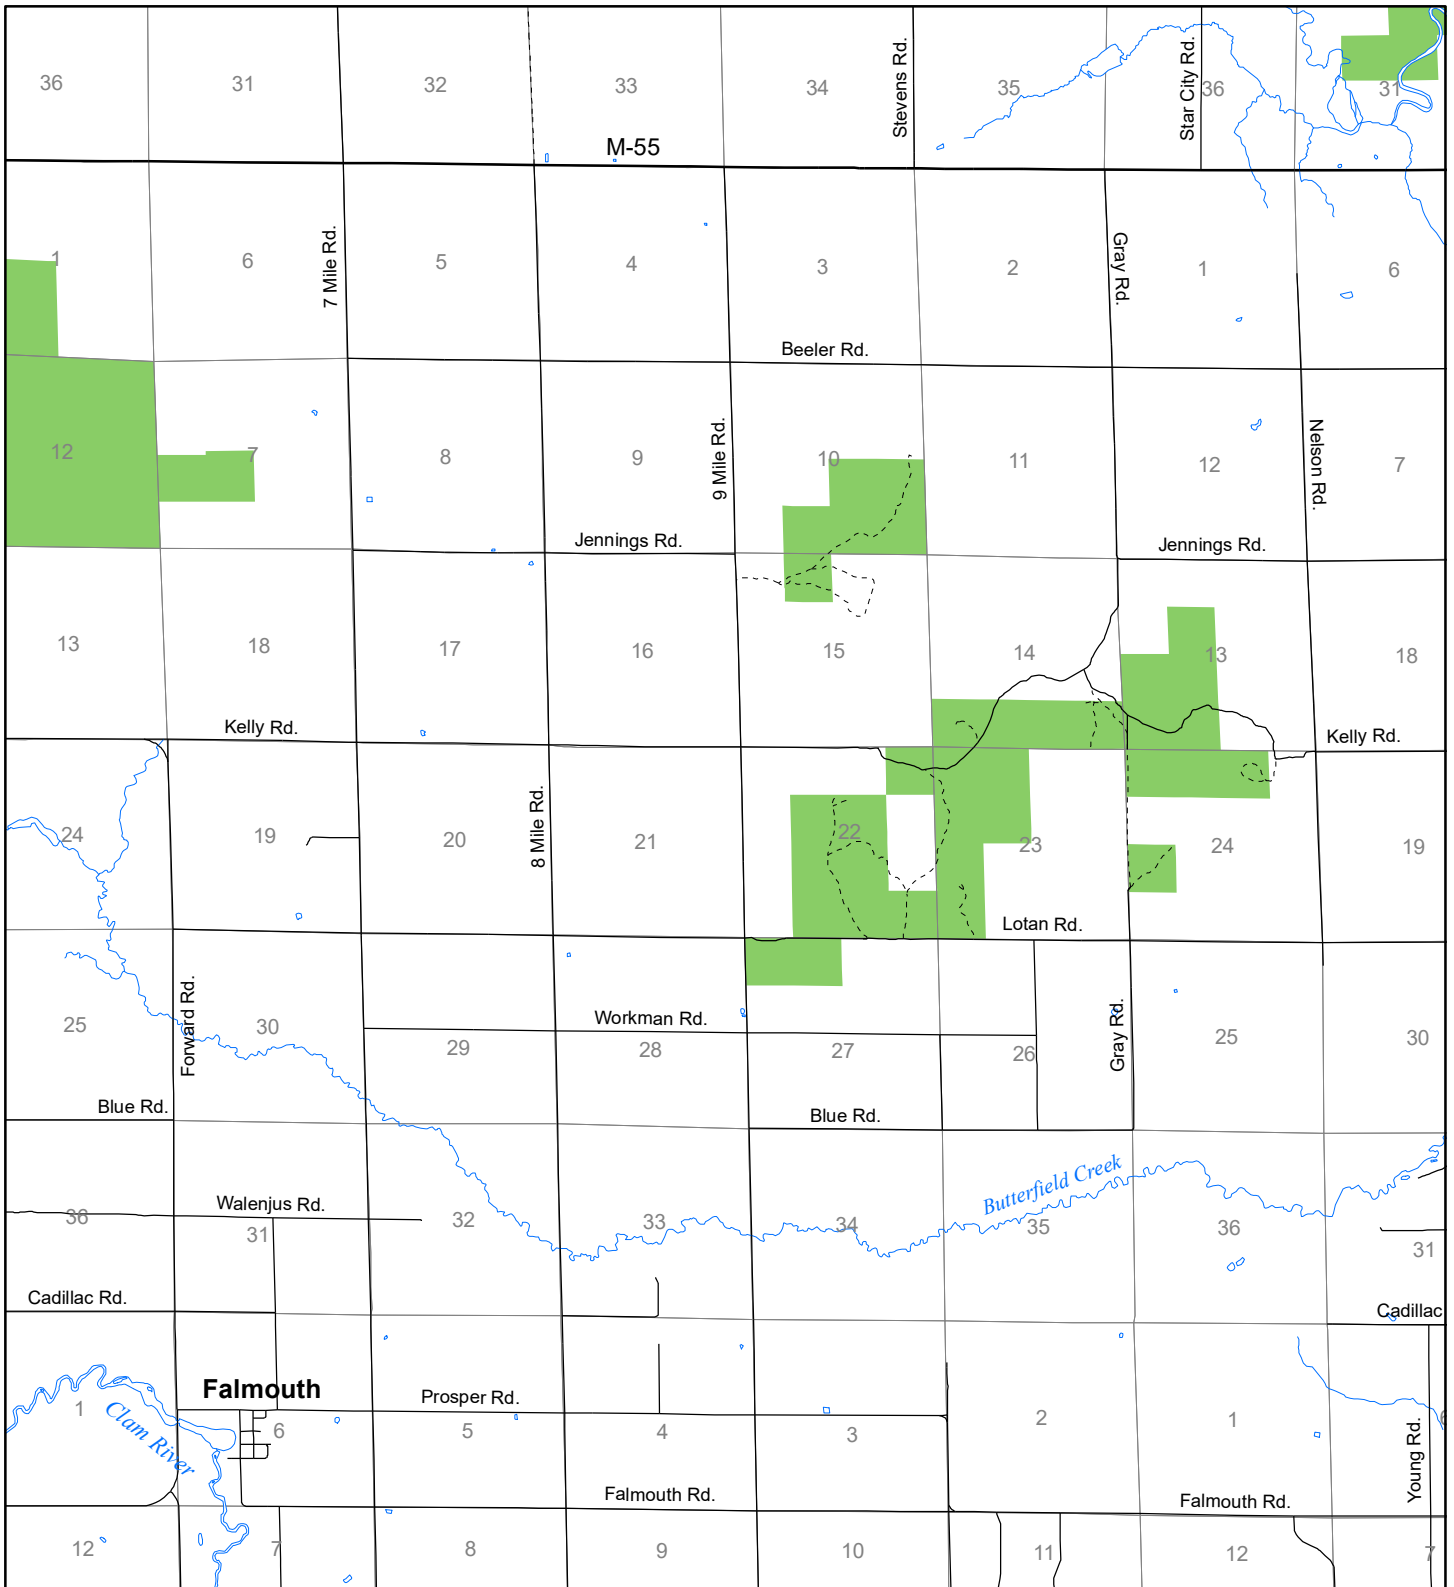 36
31
32
33
34
Stevens Rd.
35
Star City Rd.
36
31
M-55
1
6
7 Mile Rd.
5
4
3
2
Gray Rd.
1
6
Beeler Rd.
12
7
8
9
9 Mile Rd.
10
11
12
Nelson Rd.
7
Jennings Rd.
Jennings Rd.
13
18
17
16
15
14
13
18
Kelly Rd.
Kelly Rd.
24
19
20
8 Mile Rd.
21
22
23
24
19
Lotan Rd.
25
Forward Rd.
30
29
Workman Rd.
28
27
26
Gray Rd.
25
30
Blue Rd.
Blue Rd.
Butterfield Creek
36
Walenjus Rd.
31
32
33
34
35
36
31
Cadillac Rd.
Cadillac
Falmouth
Prosper Rd.
1
Clam River
6
5
4
3
2
1
Young Rd.
6
Falmouth Rd.
Falmouth Rd.
12
7
8
9
10
11
12
7